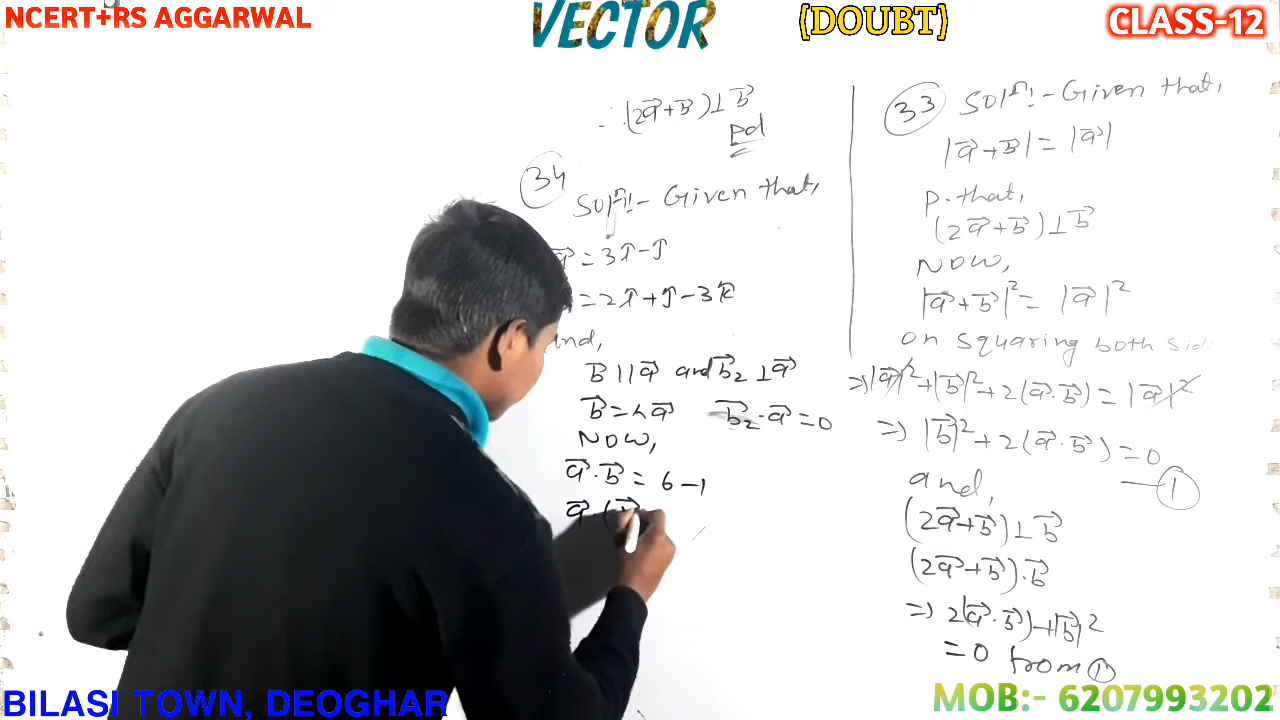 NCERT+RS AGGARWAL
VECTOR
(DOUBT)
CLASS-12
∴ (2a⃗+b⃗)⊥b⃗
Pd
34
Solⁿ:- Given that,
a⃗ = 3î-ĵ
= 2î+ĵ-3k̂
and,
b⃗ || a⃗ and b⃗₂ ⊥ a⃗
b⃗ = λa⃗ b⃗₂·a⃗ = 0
NOW,
a⃗·b⃗ = 6-1
a⃗·(
33
Solⁿ:- Given that,
|a⃗+b⃗| = |a⃗|
P. that,
(2a⃗+b⃗)⊥b⃗
NOW,
|a⃗+b⃗|² = |a⃗|²
on squaring both side
⇒ |a⃗|²+|b⃗|²+2(a⃗·b⃗) = |a⃗|²
⇒ |b⃗|²+2(a⃗·b⃗) = 0
— 1
and,
(2a⃗+b⃗)⊥b⃗
(2a⃗+b⃗)·b⃗
⇒ 2(a⃗·b⃗)+|b⃗|²
= 0 from 1
BILASI TOWN, DEOGHAR
MOB:- 6207993202